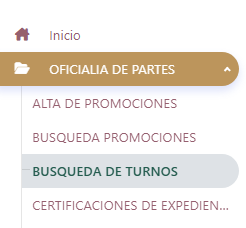 Inicio
OFICIALIA DE PARTES
ALTA DE PROMOCIONES
BUSQUEDA PROMOCIONES
BUSQUEDA DE TURNOS
CERTIFICACIONES DE EXPEDIEN...